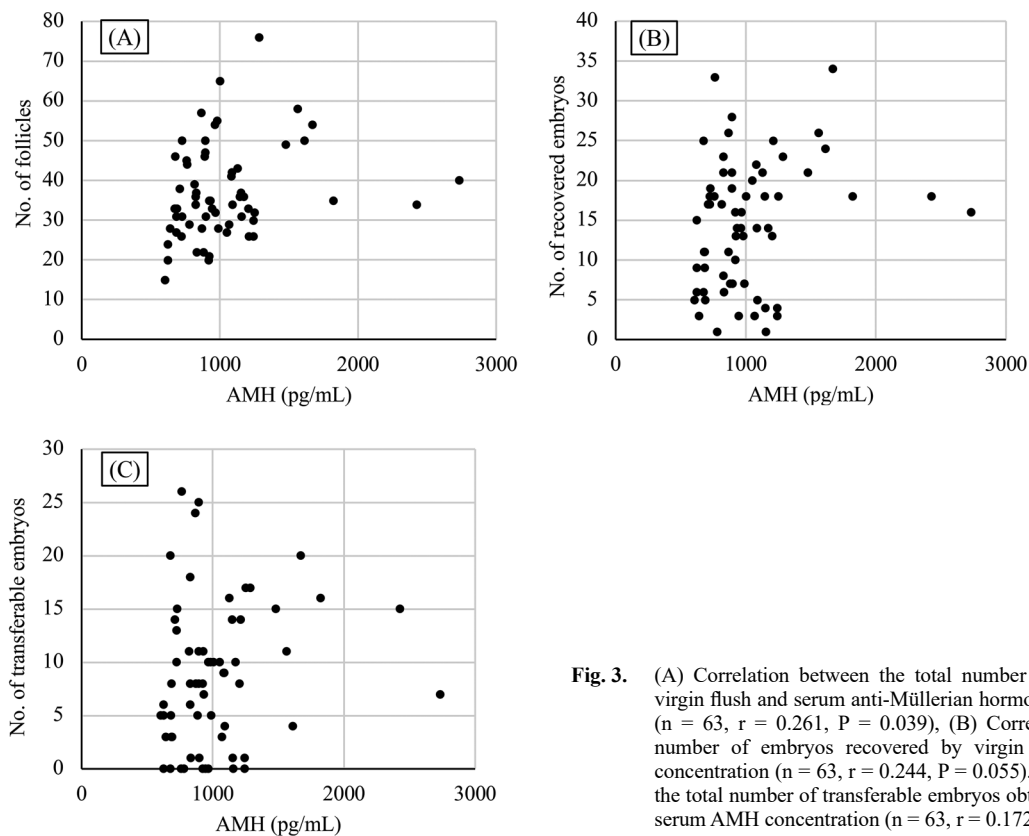 80
70
60
50
40
30
20
10
0
No. of follicles
(A)
0 1000 2000 3000
AMH (pg/mL)
40
35
30
25
20
15
10
5
0
No. of recovered embryos
(B)
0 1000 2000 3000
AMH (pg/mL)
30
25
20
15
10
5
0
No. of transferable embryos
(C)
0 1000 2000 3000
AMH (pg/mL)
Fig. 3. (A) Correlation between the total number
virgin flush and serum anti-Müllerian hormo
(n = 63, r = 0.261, P = 0.039), (B) Corre
number of embryos recovered by virgin
concentration (n = 63, r = 0.244, P = 0.055),
the total number of transferable embryos obt
serum AMH concentration (n = 63, r = 0.172